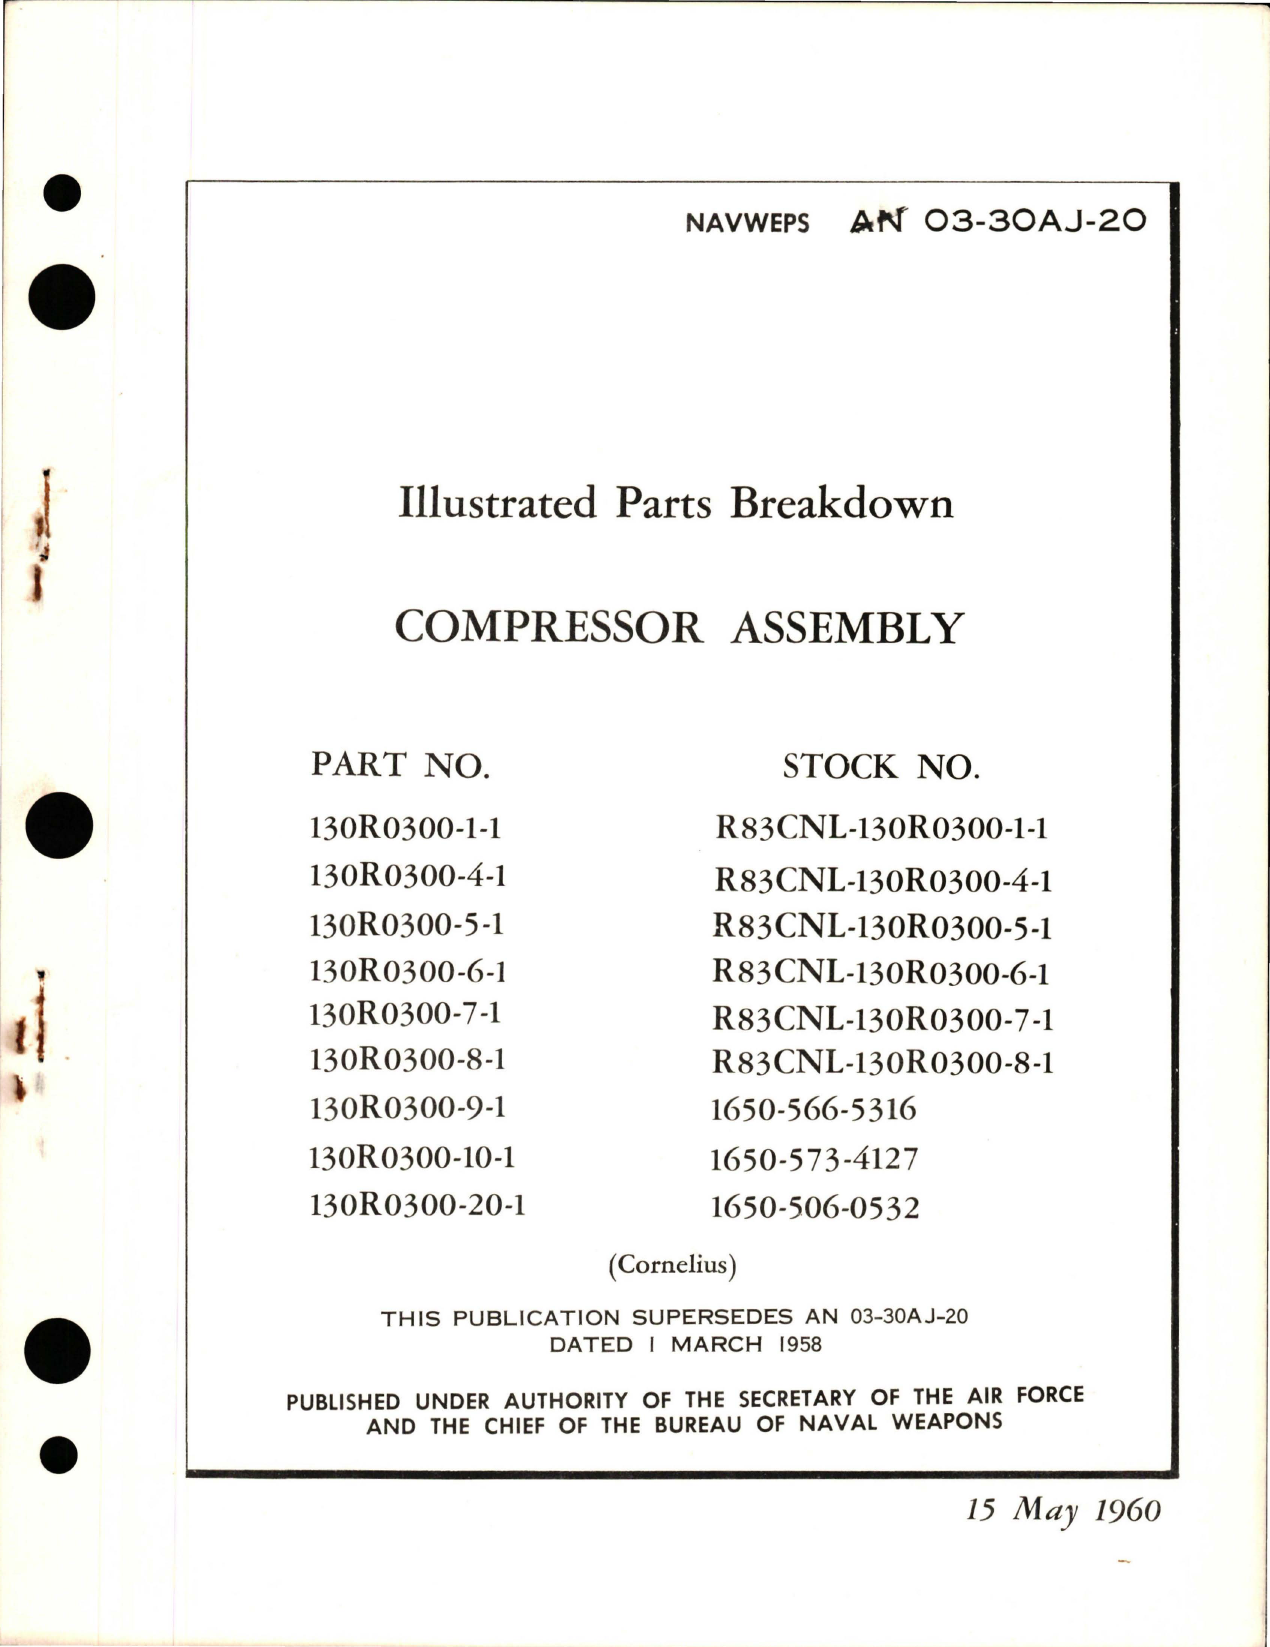 NAVWEPS AN 03-30AJ-20
Illustrated Parts Breakdown
COMPRESSOR ASSEMBLY
PART NO. STOCK NO.
130R0300-1-1 R83CNL-130R0300-1-1
130R0300-4-1 R83CNL-130R0300-4-1
130R0300-5-1 R83CNL-130R0300-5-1
130R0300-6-1 R83CNL-130R0300-6-1
130R0300-7-1 R83CNL-130R0300-7-1
130R0300-8-1 R83CNL-130R0300-8-1
130R0300-9-1 1650-566-5316
130R0300-10-1 1650-573-4127
130R0300-20-1 1650-506-0532
(Cornelius)
THIS PUBLICATION SUPERSEDES AN 03-30AJ-20
DATED 1 MARCH 1958
PUBLISHED UNDER AUTHORITY OF THE SECRETARY OF THE AIR FORCE
AND THE CHIEF OF THE BUREAU OF NAVAL WEAPONS
15 May 1960